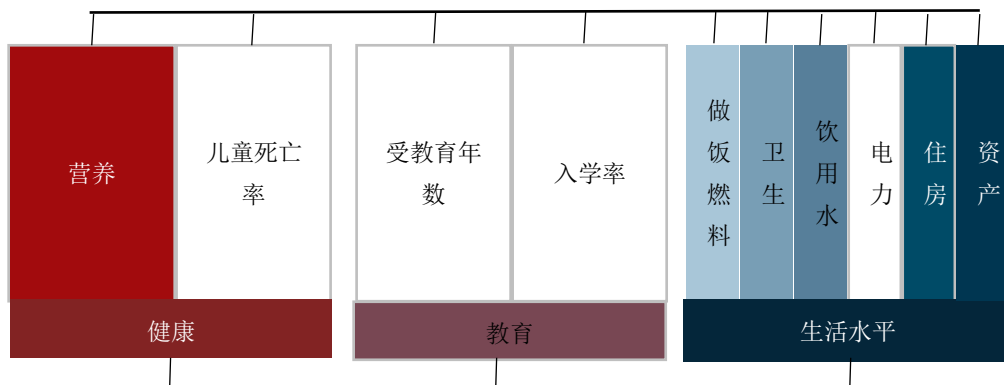 营养
儿童死亡
率
受教育年
数
入学率
做饭燃料
卫生
饮用水
电力
住房
资产
健康
教育
生活水平